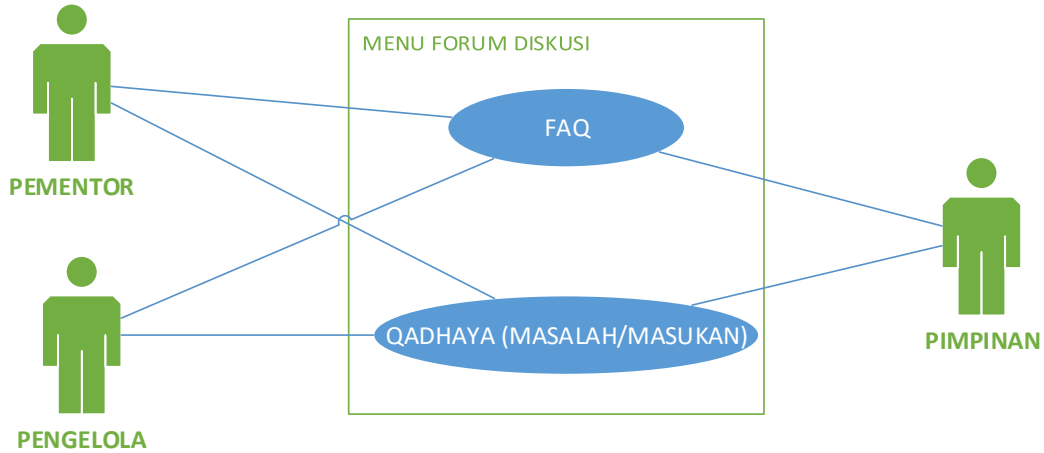 MENU FORUM DISKUSI
FAQ
PEMENTOR
QADHAYA (MASALAH/MASUKAN)
PIMPINAN
PENGELOLA